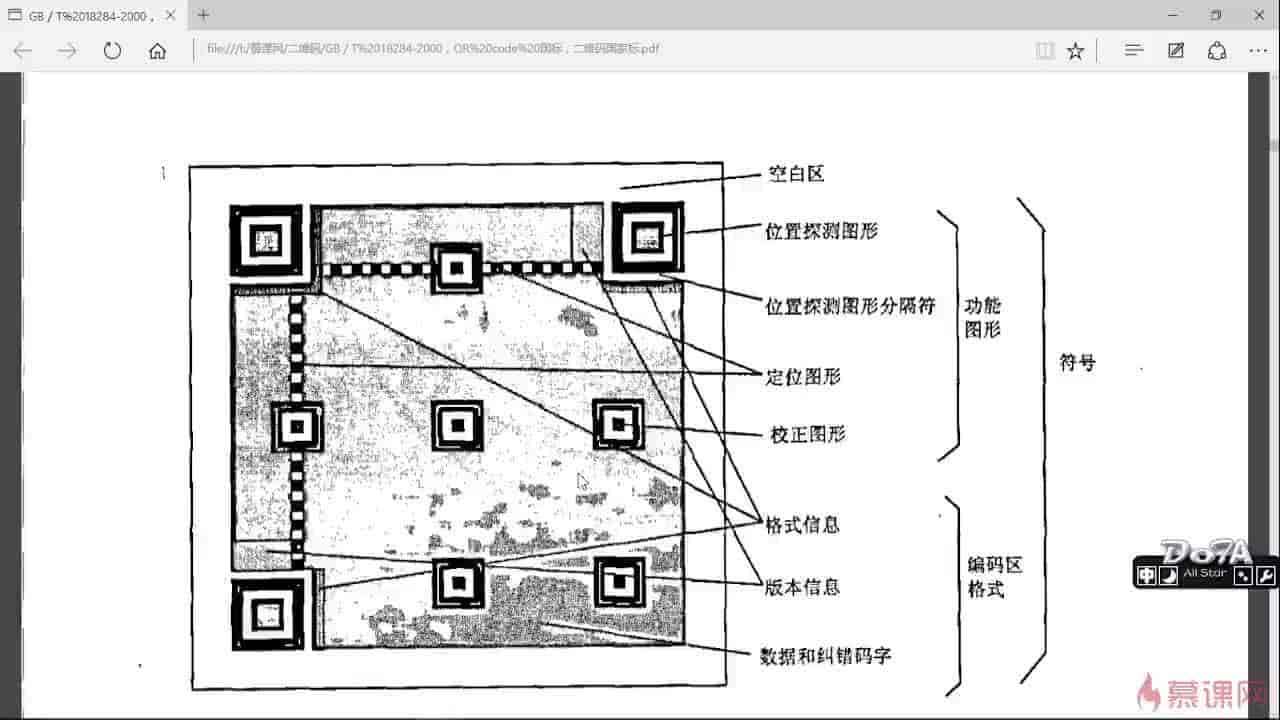 GB / T%2018284-2000，
file:///I:/慕课网/二维码/GB / T%2018284-2000，QR%20code%20国标，二维码国家标.pdf
空白区
位置探测图形
位置探测图形分隔符
功能
图形
符号
定位图形
校正图形
格式信息
编码区
格式
版本信息
数据和纠错码字
Do7A
中
All Star
慕课网